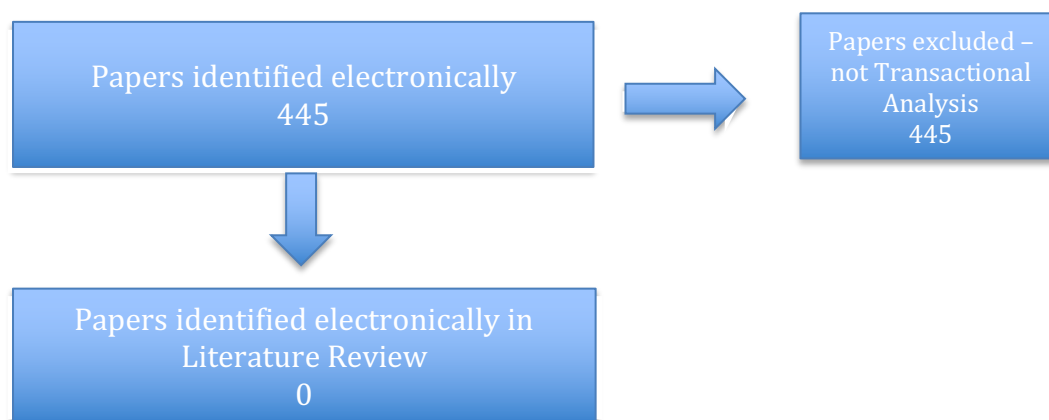 Papers identified electronically
445
Papers excluded –
not Transactional
Analysis
445
Papers identified electronically in
Literature Review
0